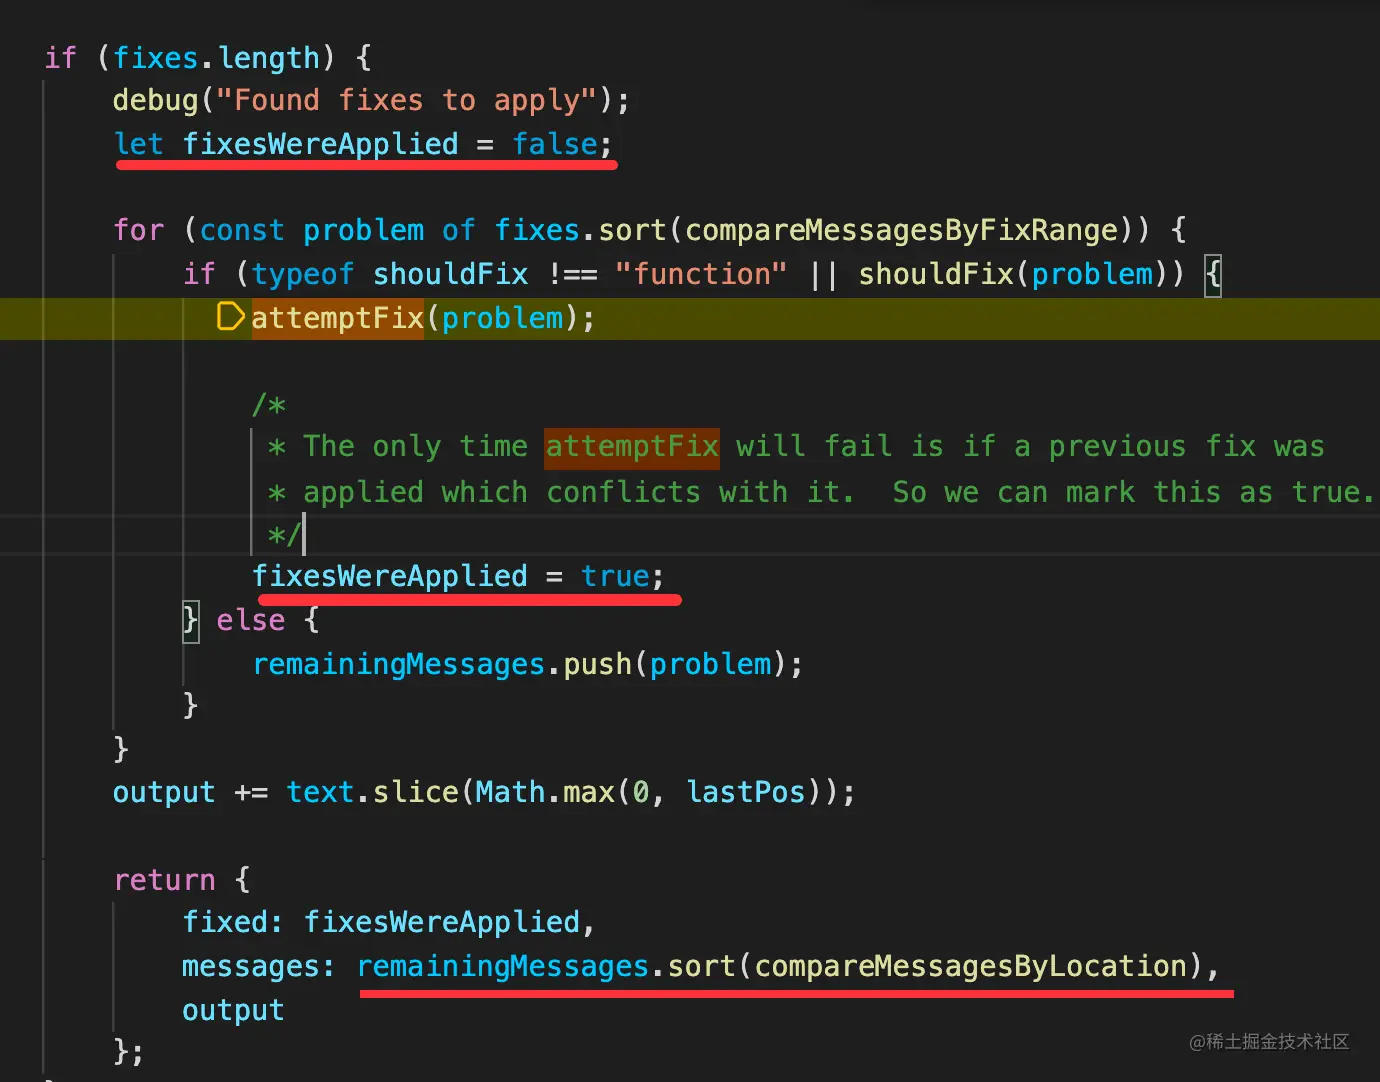 if (fixes.length) {
debug("Found fixes to apply");
let fixesWereApplied = false;
for (const problem of fixes.sort(compareMessagesByFixRange)) {
if (typeof shouldFix !== "function" || shouldFix(problem)) {
attemptFix(problem);
/*
* The only time attemptFix will fail is if a previous fix was
* applied which conflicts with it.  So we can mark this as true.
*/
fixesWereApplied = true;
} else {
remainingMessages.push(problem);
}
}
output += text.slice(Math.max(0, lastPos));
return {
fixed: fixesWereApplied,
messages: remainingMessages.sort(compareMessagesByLocation),
output
};
@稀土掘金技术社区